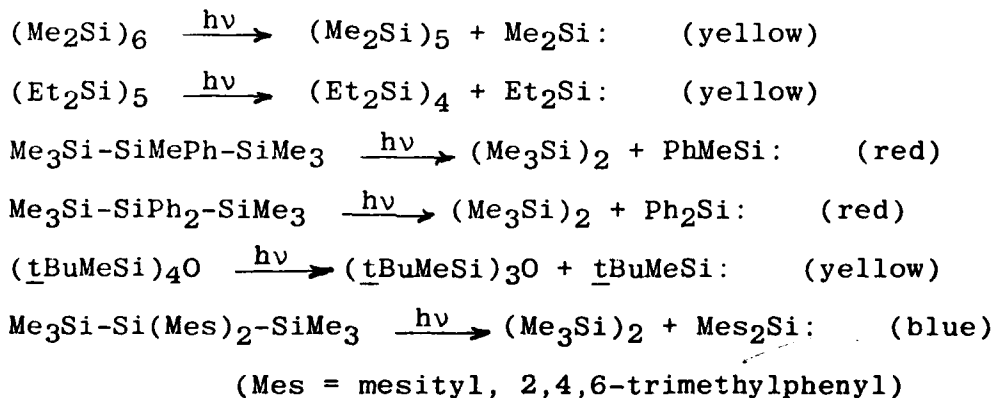 (Me₂Si)₆ hν→ (Me₂Si)₅ + Me₂Si: (yellow)
(Et₂Si)₅ hν→ (Et₂Si)₄ + Et₂Si: (yellow)
Me₃Si-SiMePh-SiMe₃ hν→ (Me₃Si)₂ + PhMeSi: (red)
Me₃Si-SiPh₂-SiMe₃ hν→ (Me₃Si)₂ + Ph₂Si: (red)
(tBuMeSi)₄O hν→ (tBuMeSi)₃O + tBuMeSi: (yellow)
Me₃Si-Si(Mes)₂-SiMe₃ hν→ (Me₃Si)₂ + Mes₂Si: (blue)
(Mes = mesityl, 2,4,6-trimethylphenyl)